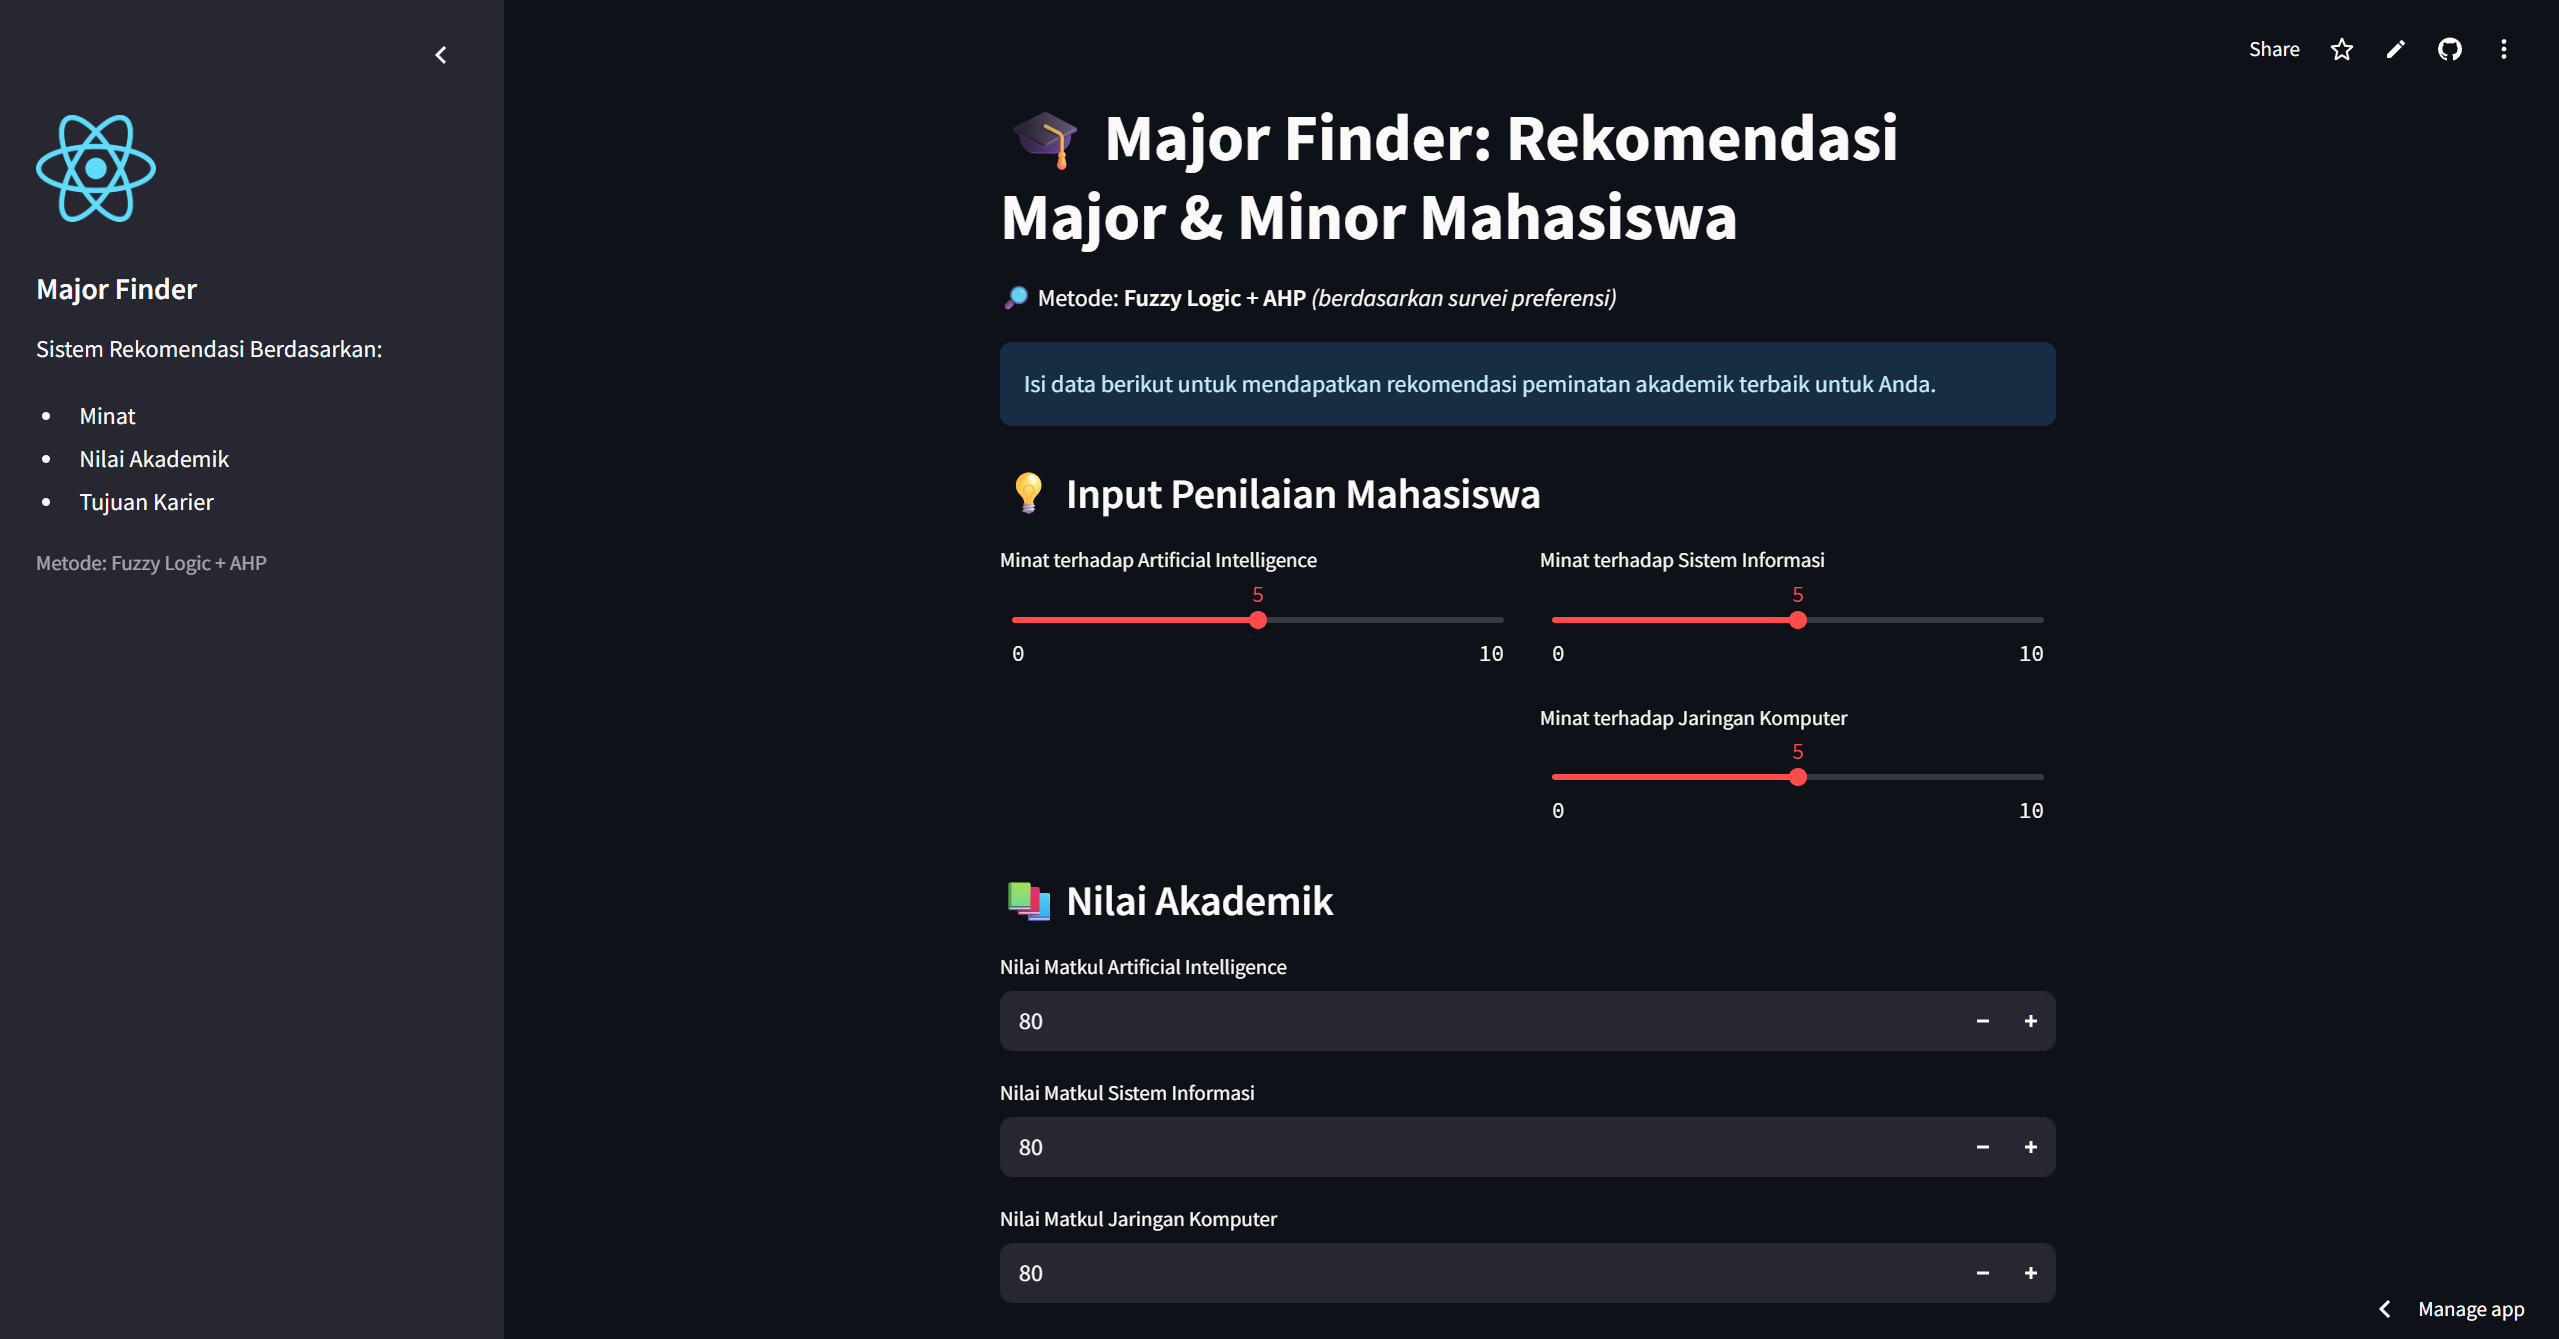 Share
Major Finder
Sistem Rekomendasi Berdasarkan:
Minat
Nilai Akademik
Tujuan Karier
Metode: Fuzzy Logic + AHP
Major Finder: Rekomendasi
Major & Minor Mahasiswa
Metode: Fuzzy Logic + AHP (berdasarkan survei preferensi)
Isi data berikut untuk mendapatkan rekomendasi peminatan akademik terbaik untuk Anda.
Input Penilaian Mahasiswa
Minat terhadap Artificial Intelligence
5
0 10
Minat terhadap Sistem Informasi
5
0 10
Minat terhadap Jaringan Komputer
5
0 10
Nilai Akademik
Nilai Matkul Artificial Intelligence
80
Nilai Matkul Sistem Informasi
80
Nilai Matkul Jaringan Komputer
80
Manage app